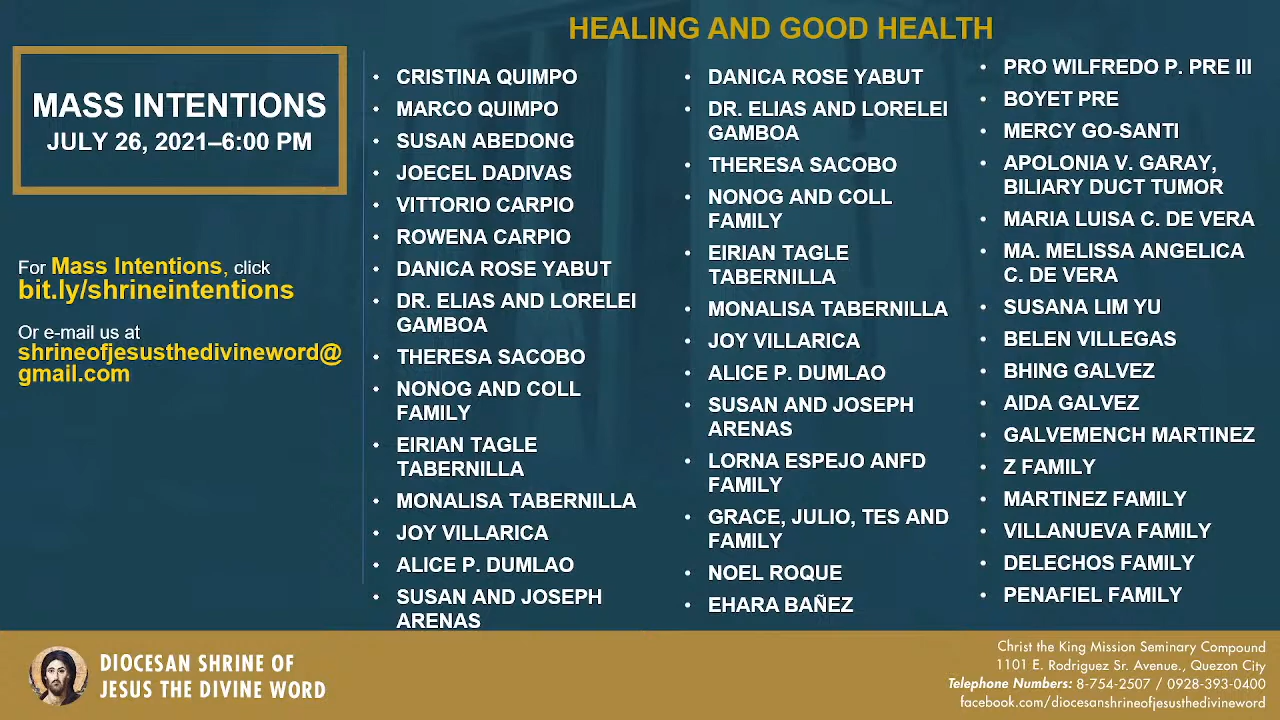 HEALING AND GOOD HEALTH
MASS INTENTIONS
JULY 26, 2021–6:00 PM
For Mass Intentions, click
bit.ly/shrineintentions
Or e-mail us at
shrineofjesusthedivineword@
gmail.com
• CRISTINA QUIMPO
• MARCO QUIMPO
• SUSAN ABEDONG
• JOECEL DADIVAS
• VITTORIO CARPIO
• ROWENA CARPIO
• DANICA ROSE YABUT
• DR. ELIAS AND LORELEI
GAMBOA
• THERESA SACOBO
• NONOG AND COLL
FAMILY
• EIRIAN TAGLE
TABERNILLA
• MONALISA TABERNILLA
• JOY VILLARICA
• ALICE P. DUMLAO
• SUSAN AND JOSEPH
ARENAS
• DANICA ROSE YABUT
• DR. ELIAS AND LORELEI
GAMBOA
• THERESA SACOBO
• NONOG AND COLL
FAMILY
• EIRIAN TAGLE
TABERNILLA
• MONALISA TABERNILLA
• JOY VILLARICA
• ALICE P. DUMLAO
• SUSAN AND JOSEPH
ARENAS
• LORNA ESPEJO ANFD
FAMILY
• GRACE, JULIO, TES AND
FAMILY
• NOEL ROQUE
• EHARA BAÑEZ
• PRO WILFREDO P. PRE III
• BOYET PRE
• MERCY GO-SANTI
• APOLONIA V. GARAY,
BILIARY DUCT TUMOR
• MARIA LUISA C. DE VERA
• MA. MELISSA ANGELICA
C. DE VERA
• SUSANA LIM YU
• BELEN VILLEGAS
• BHING GALVEZ
• AIDA GALVEZ
• GALVEMENCH MARTINEZ
• Z FAMILY
• MARTINEZ FAMILY
• VILLANUEVA FAMILY
• DELECHOS FAMILY
• PENAFIEL FAMILY
DIOCESAN SHRINE OF
JESUS THE DIVINE WORD
Christ the King Mission Seminary Compound
1101 E. Rodriguez Sr. Avenue., Quezon City
Telephone Numbers: 8-754-2507 / 0928-393-0400
facebook.com/diocesanshrineofjesusthedivineword